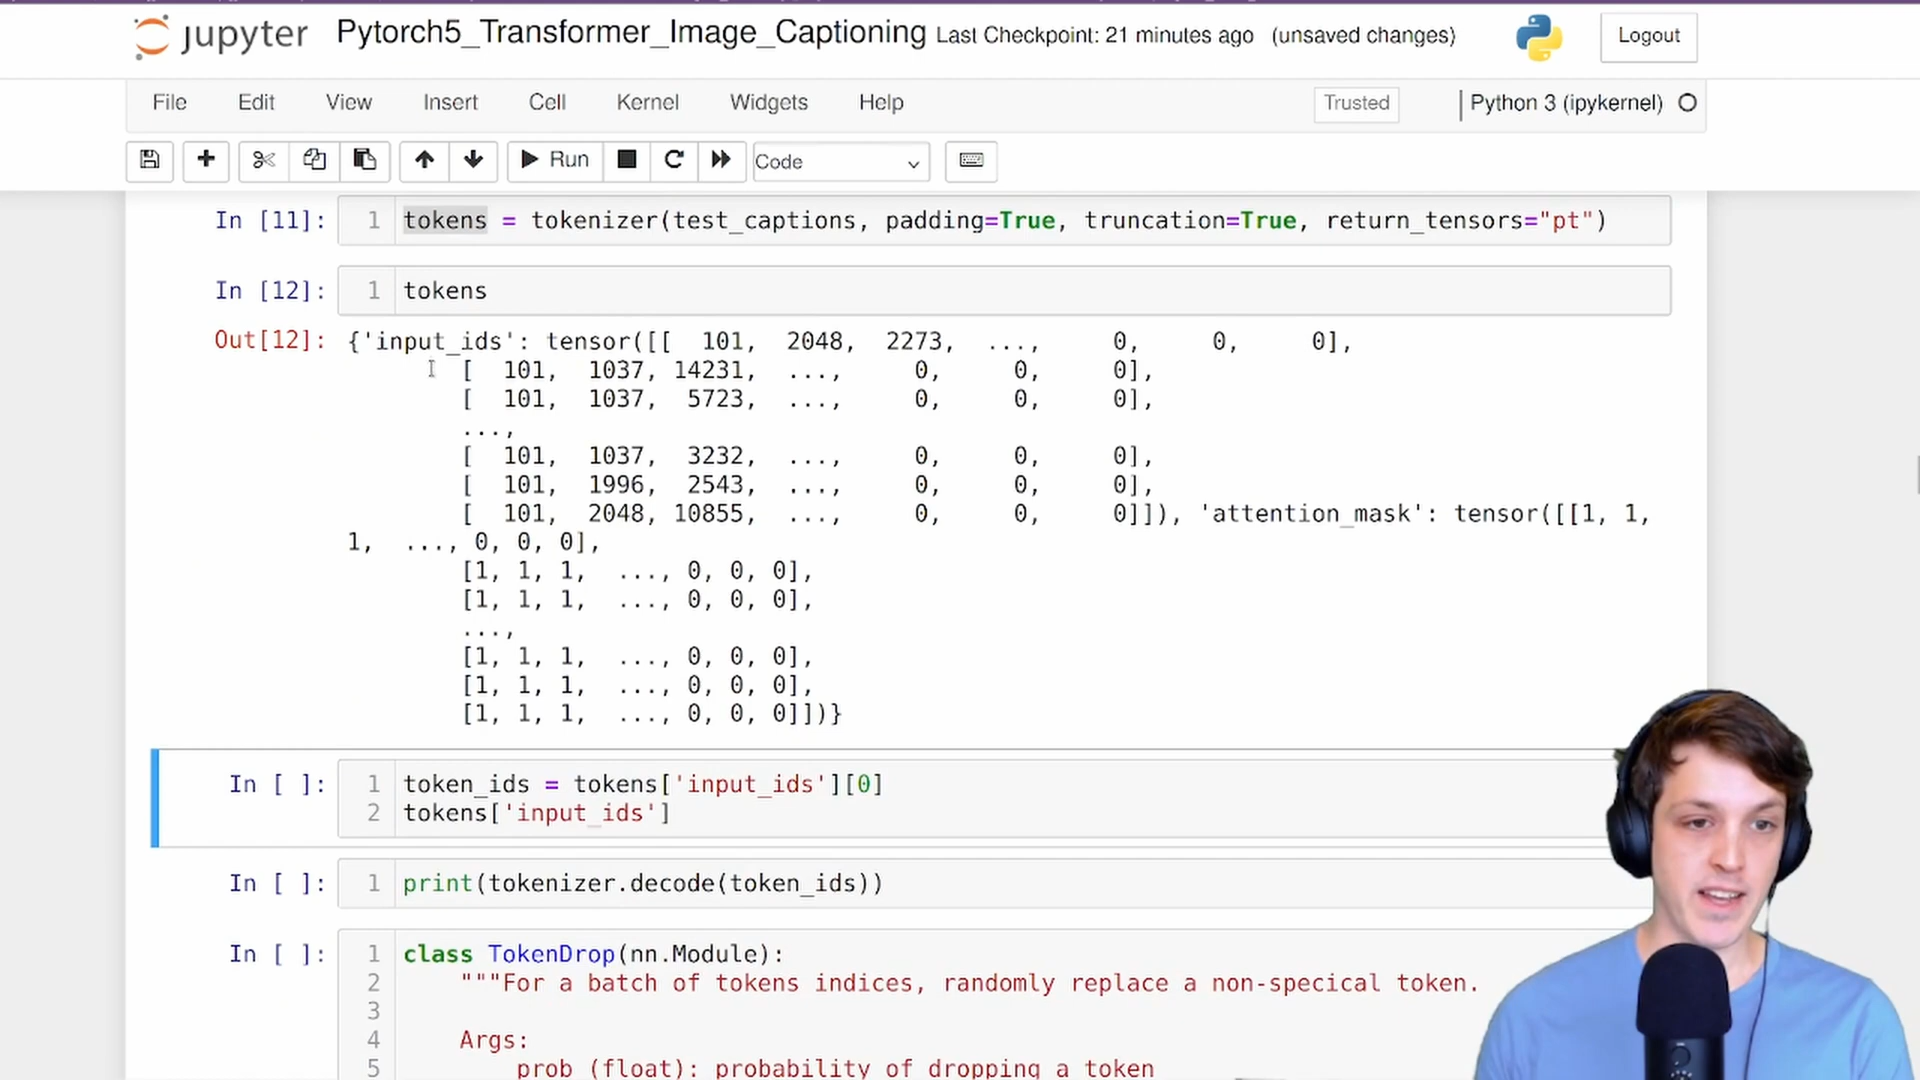 jupyter Pytorch5_Transformer_Image_Captioning Last Checkpoint: 21 minutes ago (unsaved changes) Logout
File Edit View Insert Cell Kernel Widgets Help Trusted Python 3 (ipykernel)
Run Code
In [11]: 1 tokens = tokenizer(test_captions, padding=True, truncation=True, return_tensors="pt")
In [12]: 1 tokens
Out[12]: {'input_ids': tensor([[ 101, 2048, 2273, ..., 0, 0, 0],
[ 101, 1037, 14231, ..., 0, 0, 0],
[ 101, 1037, 5723, ..., 0, 0, 0],
...,
[ 101, 1037, 3232, ..., 0, 0, 0],
[ 101, 1996, 2543, ..., 0, 0, 0],
[ 101, 2048, 10855, ..., 0, 0, 0]]), 'attention_mask': tensor([[1, 1,
1, ..., 0, 0, 0],
[1, 1, 1, ..., 0, 0, 0],
[1, 1, 1, ..., 0, 0, 0],
...,
[1, 1, 1, ..., 0, 0, 0],
[1, 1, 1, ..., 0, 0, 0],
[1, 1, 1, ..., 0, 0, 0]])}
In [ ]: 1 token_ids = tokens['input_ids'][0]
2 tokens['input_ids']
In [ ]: 1 print(tokenizer.decode(token_ids))
In [ ]: 1 class TokenDrop(nn.Module):
2 """For a batch of tokens indices, randomly replace a non-specical token.
3
4 Args:
5 prob (float): probability of dropping a token